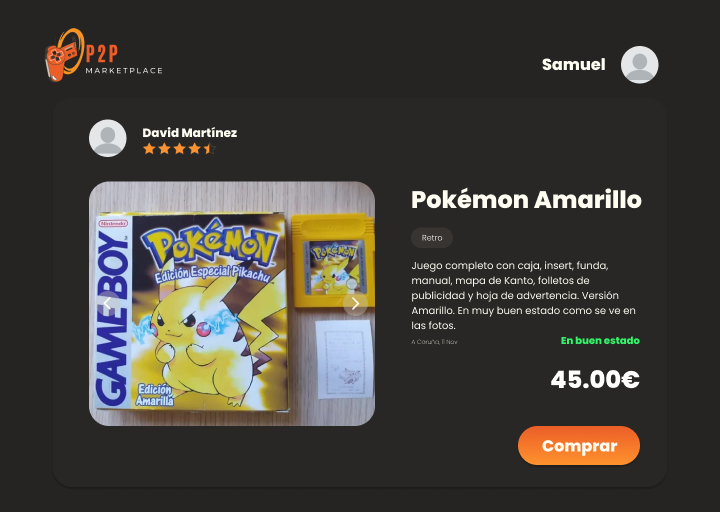 P2P
MARKETPLACE
Samuel
David Martínez
Pokémon Amarillo
Retro
Juego completo con caja, insert, funda,
manual, mapa de Kanto, folletos de
publicidad y hoja de advertencia. Versión
Amarillo. En muy buen estado como se ve en
las fotos.
A Coruña, 11 Nov
En buen estado
45.00€
Comprar
Nintendo
GAME BOY
POKéMON
Edición Especial Pikachu
Edición
Amarilla
POKéMON